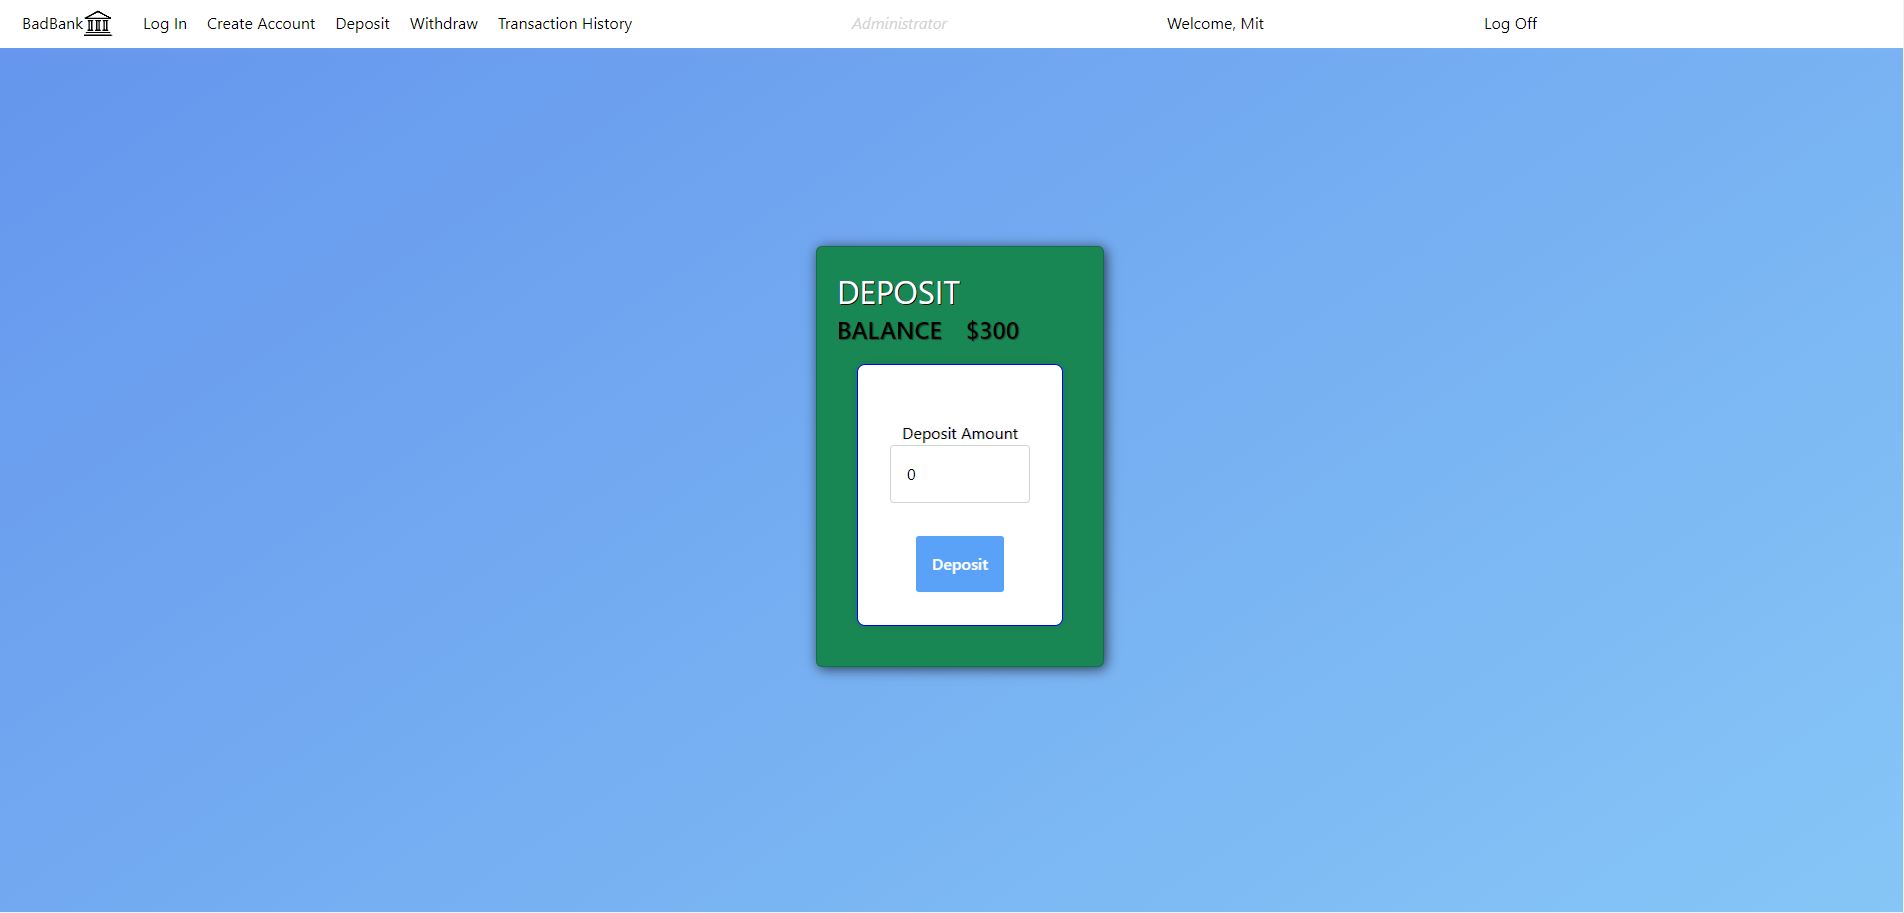 BadBank Log In Create Account Deposit Withdraw Transaction History Administrator Welcome, Mit Log Off
DEPOSIT
BALANCE $300
Deposit Amount
0
Deposit